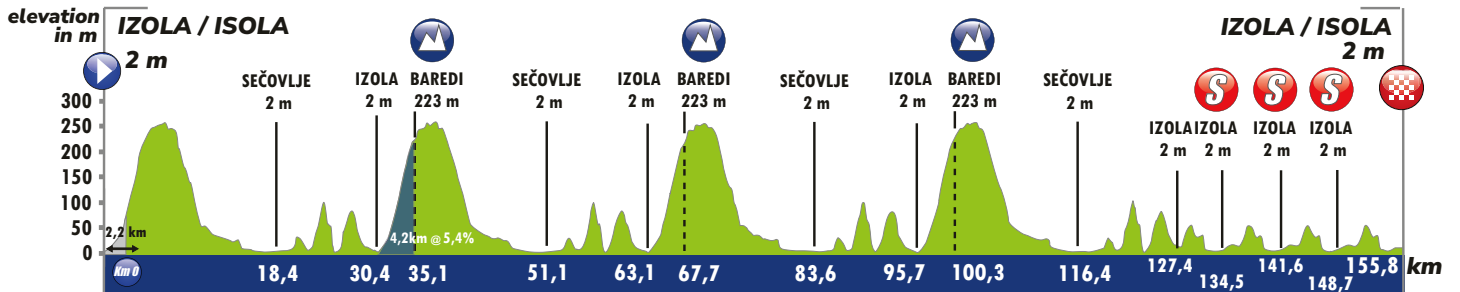 elevation
in m
IZOLA / ISOLA
2 m
IZOLA / ISOLA
2 m
SEČOVLJE
2 m
IZOLA
2 m
BAREDI
223 m
SEČOVLJE
2 m
IZOLA
2 m
BAREDI
223 m
SEČOVLJE
2 m
IZOLA
2 m
BAREDI
223 m
SEČOVLJE
2 m
S
S
S
IZOLA
2 m
IZOLA
2 m
IZOLA
2 m
IZOLA
2 m
300
250
200
150
100
50
0
2,2 km
4,2km @ 5,4%
Km 0
18,4
30,4
35,1
51,1
63,1
67,7
83,6
95,7
100,3
116,4
127,4
134,5
141,6
148,7
155,8
km